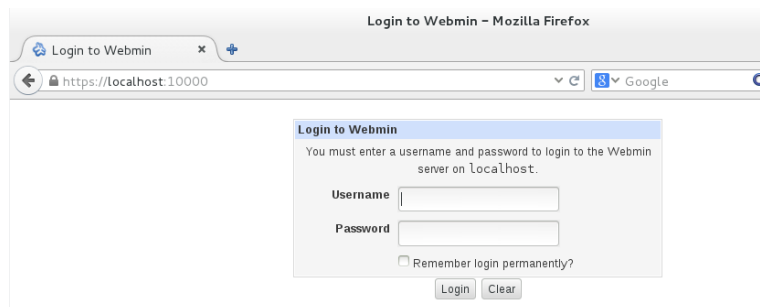 Login to Webmin - Mozilla Firefox
Login to Webmin
https://localhost:10000
Google
Login to Webmin
You must enter a username and password to login to the Webmin
server on localhost.
Username
Password
Remember login permanently?
Login Clear